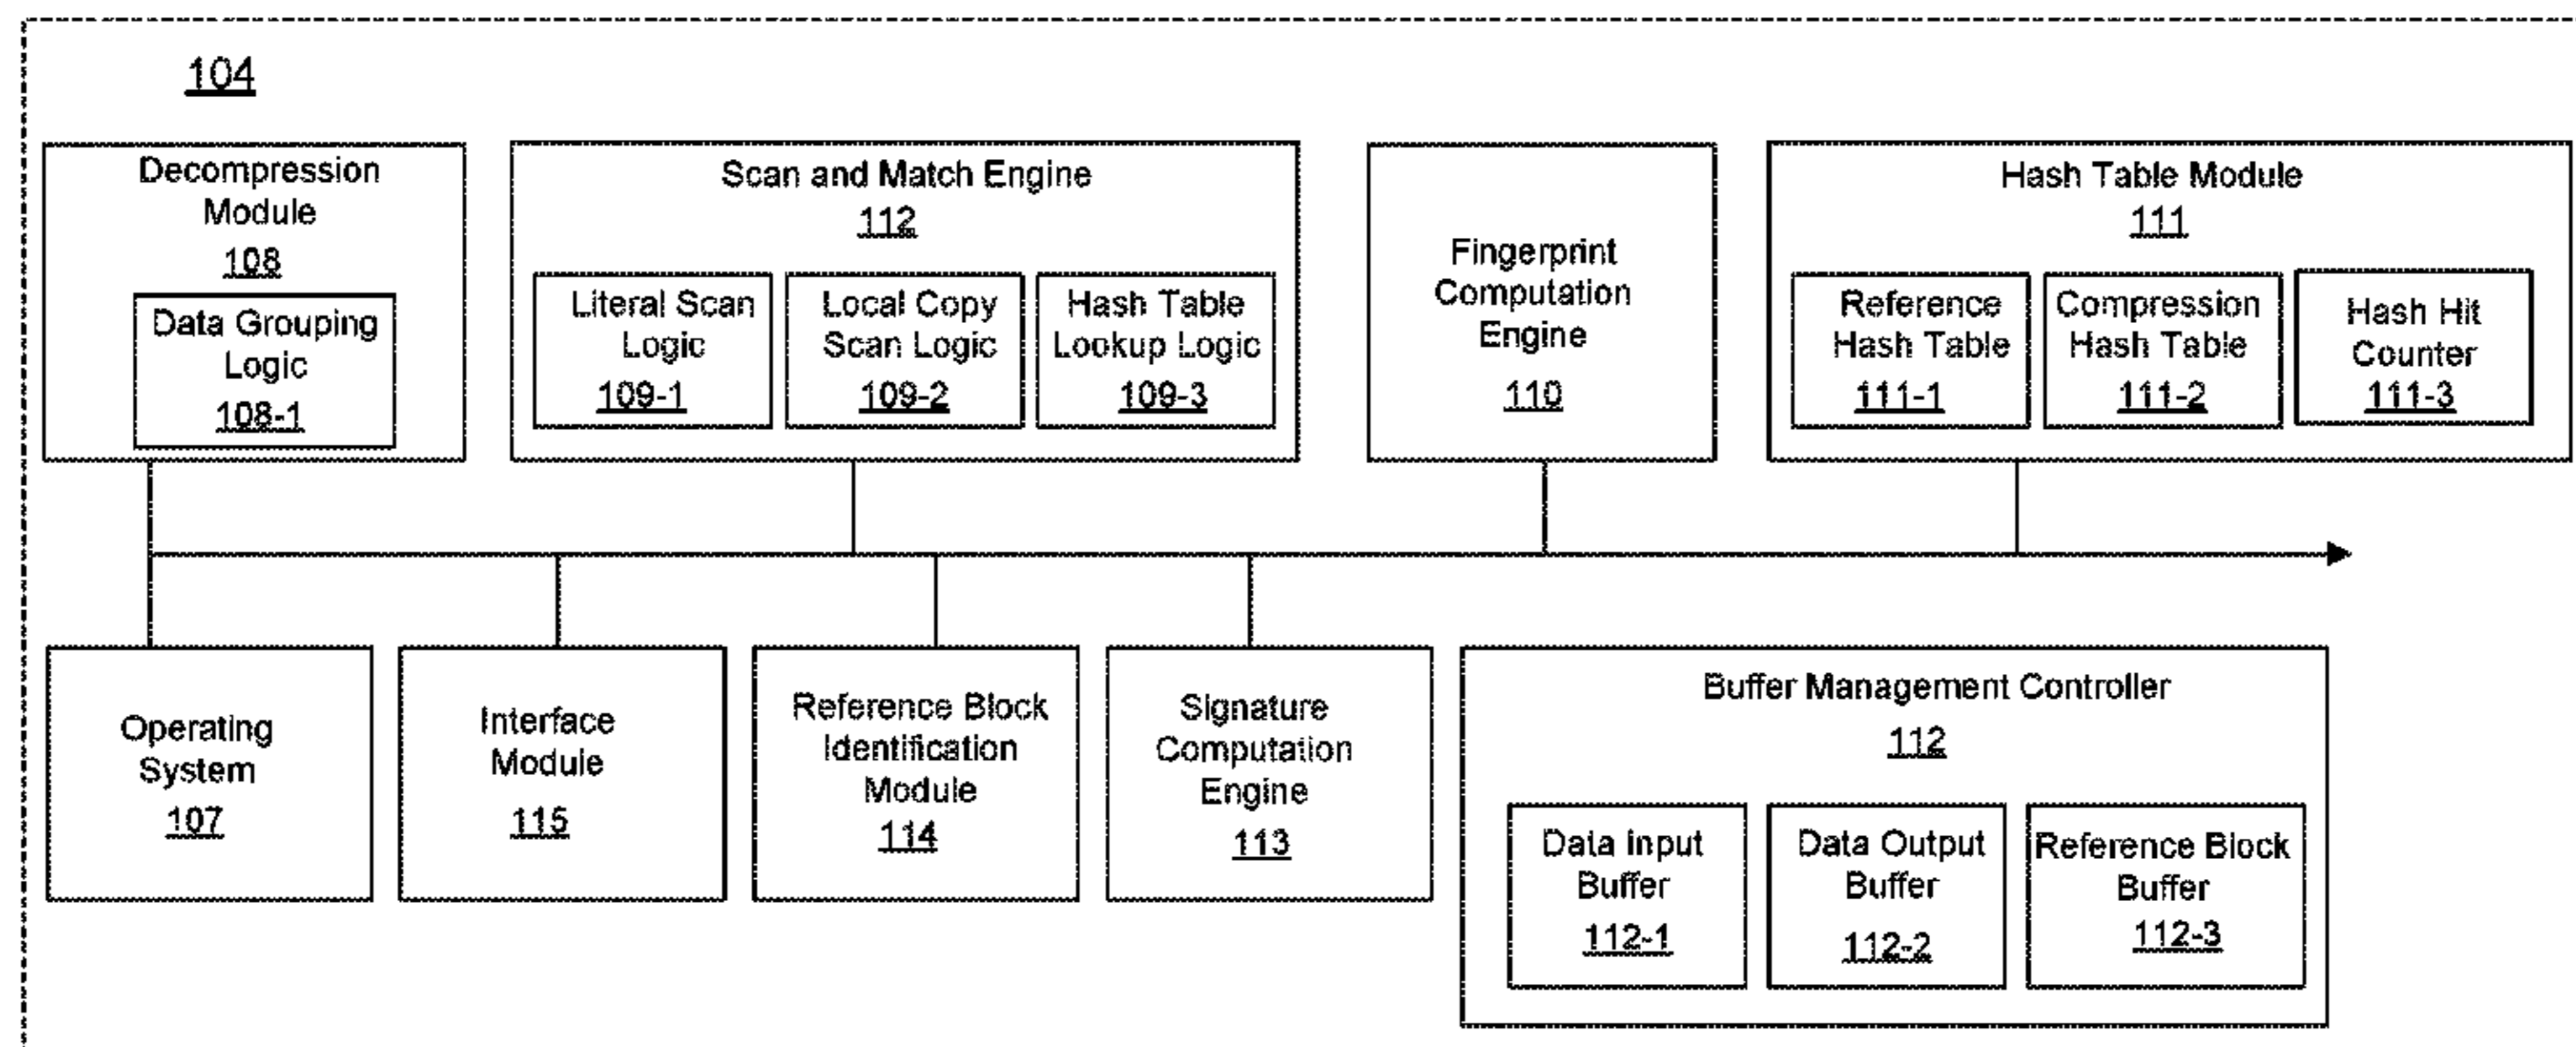 104
Decompression
Module
108
Data Grouping
Logic
108-1
Scan and Match Engine
112
Literal Scan
Logic
109-1
Local Copy
Scan Logic
109-2
Hash Table
Lookup Logic
109-3
Fingerprint
Computation
Engine
110
Hash Table Module
111
Reference
Hash Table
111-1
Compression
Hash Table
111-2
Hash Hit
Counter
111-3
Operating
System
107
Interface
Module
115
Reference Block
Identification
Module
114
Signature
Computation
Engine
113
Buffer Management Controller
112
Data Input
Buffer
112-1
Data Output
Buffer
112-2
Reference Block
Buffer
112-3